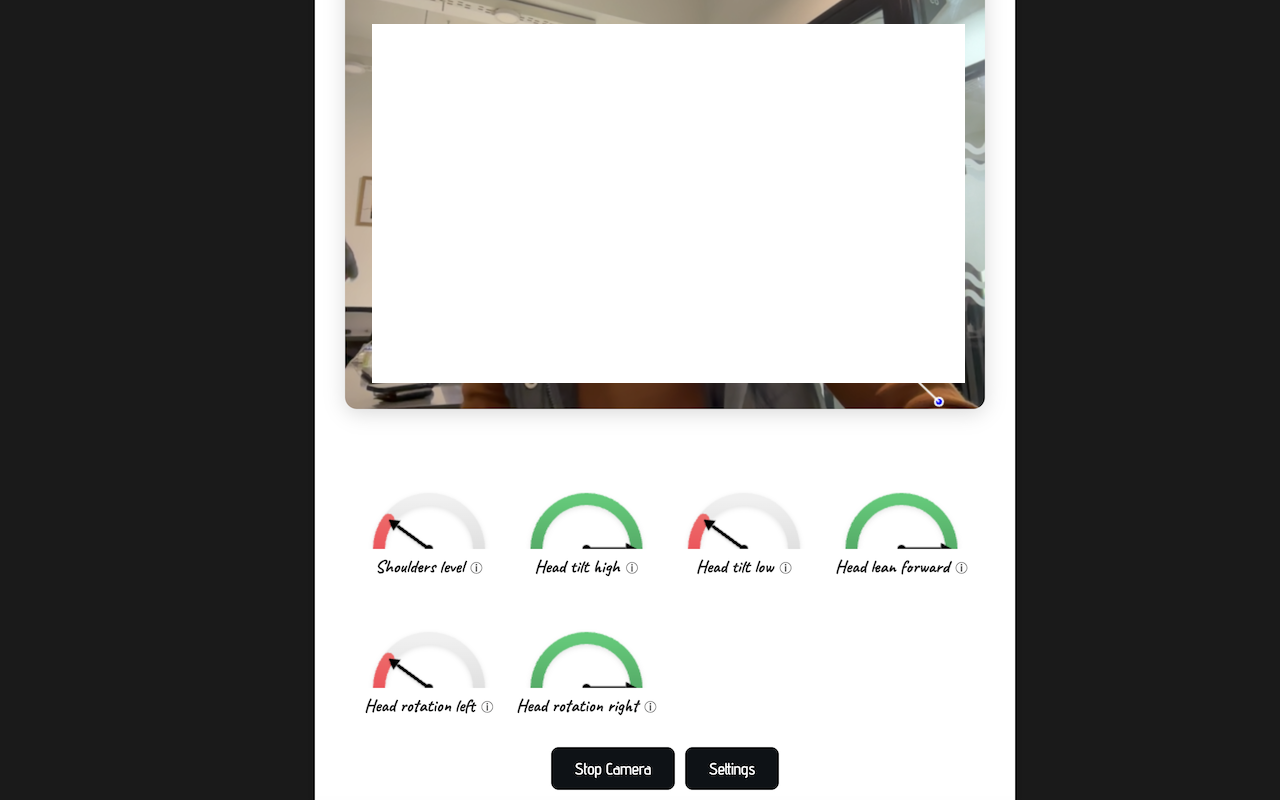 Shoulders level ⓘ
Head tilt high ⓘ
Head tilt low ⓘ
Head lean forward ⓘ
Head rotation left ⓘ
Head rotation right ⓘ
Stop Camera
Settings